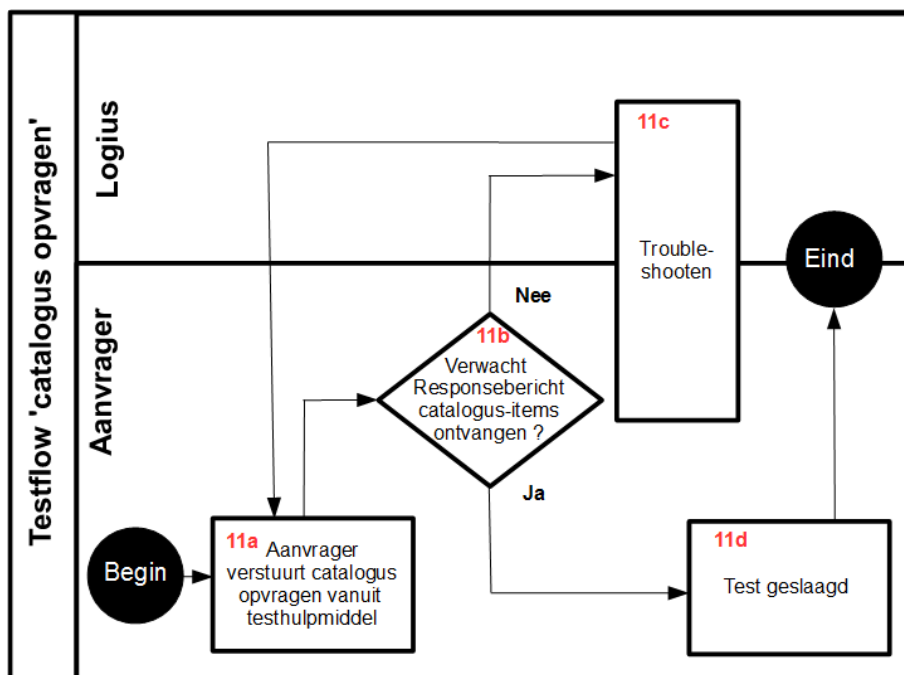 Testflow 'catalogus opvragen'
Logius
Aanvrager
11c
Trouble-
shooten
Eind
Nee
11b
Verwacht
Responsebericht
catalogus-items
ontvangen ?
Ja
Begin
11a
Aanvrager
verstuurt catalogus
opvragen vanuit
testhulpmiddel
11d
Test geslaagd